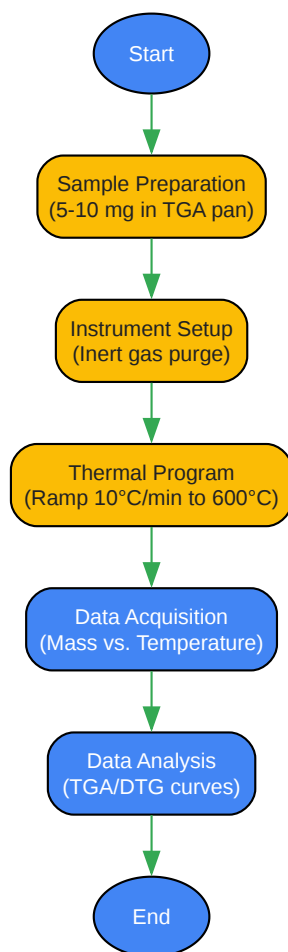 Start
Sample Preparation
(5-10 mg in TGA pan)
Instrument Setup
(Inert gas purge)
Thermal Program
(Ramp 10°C/min to 600°C)
Data Acquisition
(Mass vs. Temperature)
Data Analysis
(TGA/DTG curves)
End